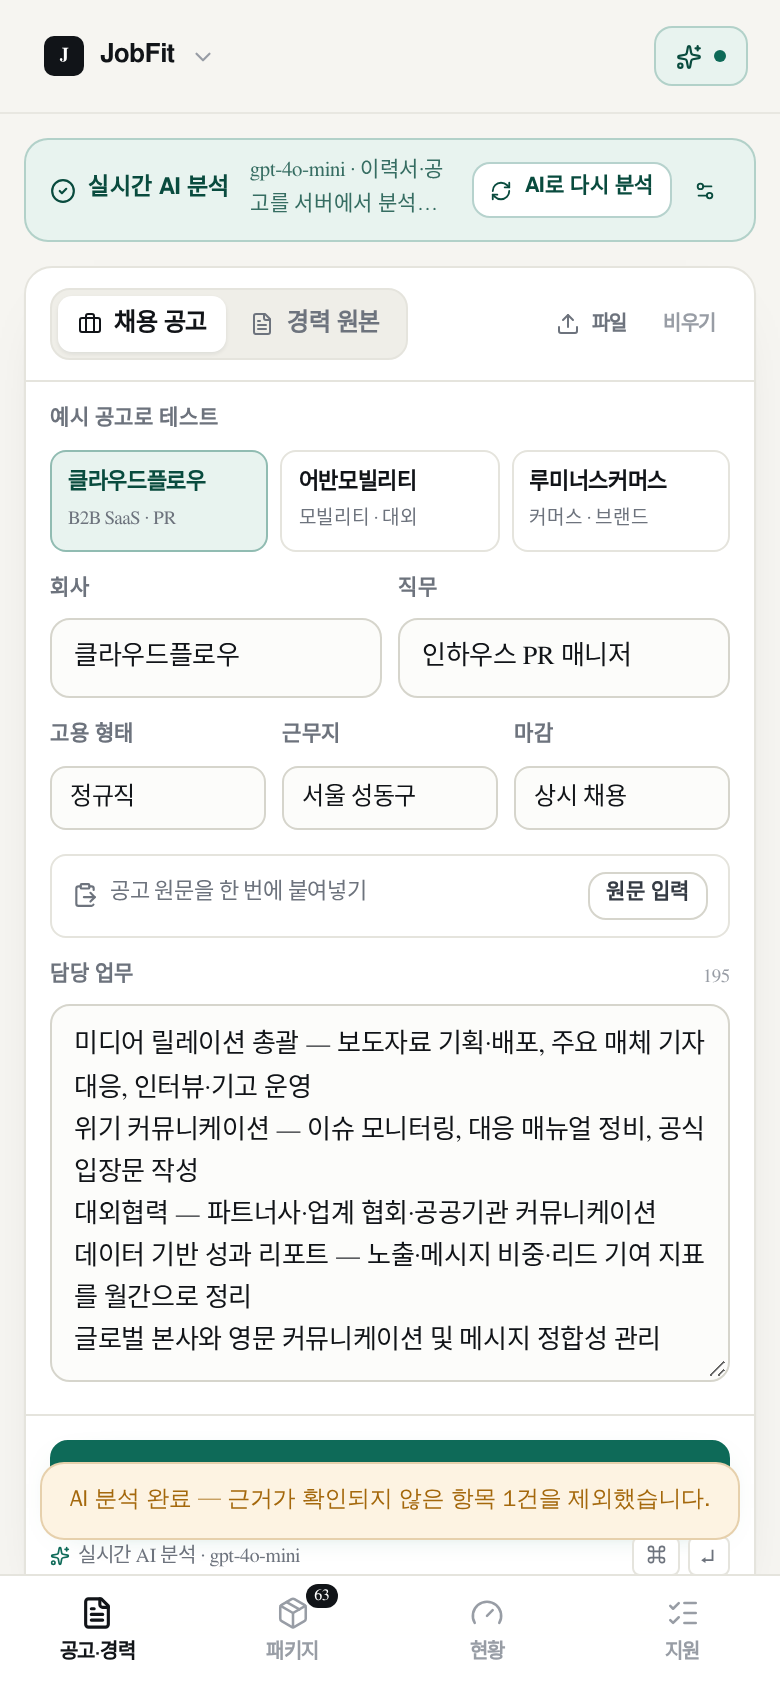 J JobFit
실시간 AI 분석
gpt-4o-mini · 이력서·공
고를 서버에서 분석…
AI로 다시 분석
채용 공고
경력 원본
파일
비우기
예시 공고로 테스트
클라우드플로우
B2B SaaS · PR
어반모빌리티
모빌리티 · 대외
루미너스커머스
커머스 · 브랜드
회사
직무
클라우드플로우
인하우스 PR 매니저
고용 형태
근무지
마감
정규직
서울 성동구
상시 채용
공고 원문을 한 번에 붙여넣기
원문 입력
담당 업무
195
미디어 릴레이션 총괄 — 보도자료 기획·배포, 주요 매체 기자
대응, 인터뷰·기고 운영
위기 커뮤니케이션 — 이슈 모니터링, 대응 매뉴얼 정비, 공식
입장문 작성
대외협력 — 파트너사·업계 협회·공공기관 커뮤니케이션
데이터 기반 성과 리포트 — 노출·메시지 비중·리드 기여 지표
를 월간으로 정리
글로벌 본사와 영문 커뮤니케이션 및 메시지 정합성 관리
AI 분석 완료 — 근거가 확인되지 않은 항목 1건을 제외했습니다.
실시간 AI 분석 · gpt-4o-mini
⌘ ↵
공고·경력
63
패키지
현황
지원